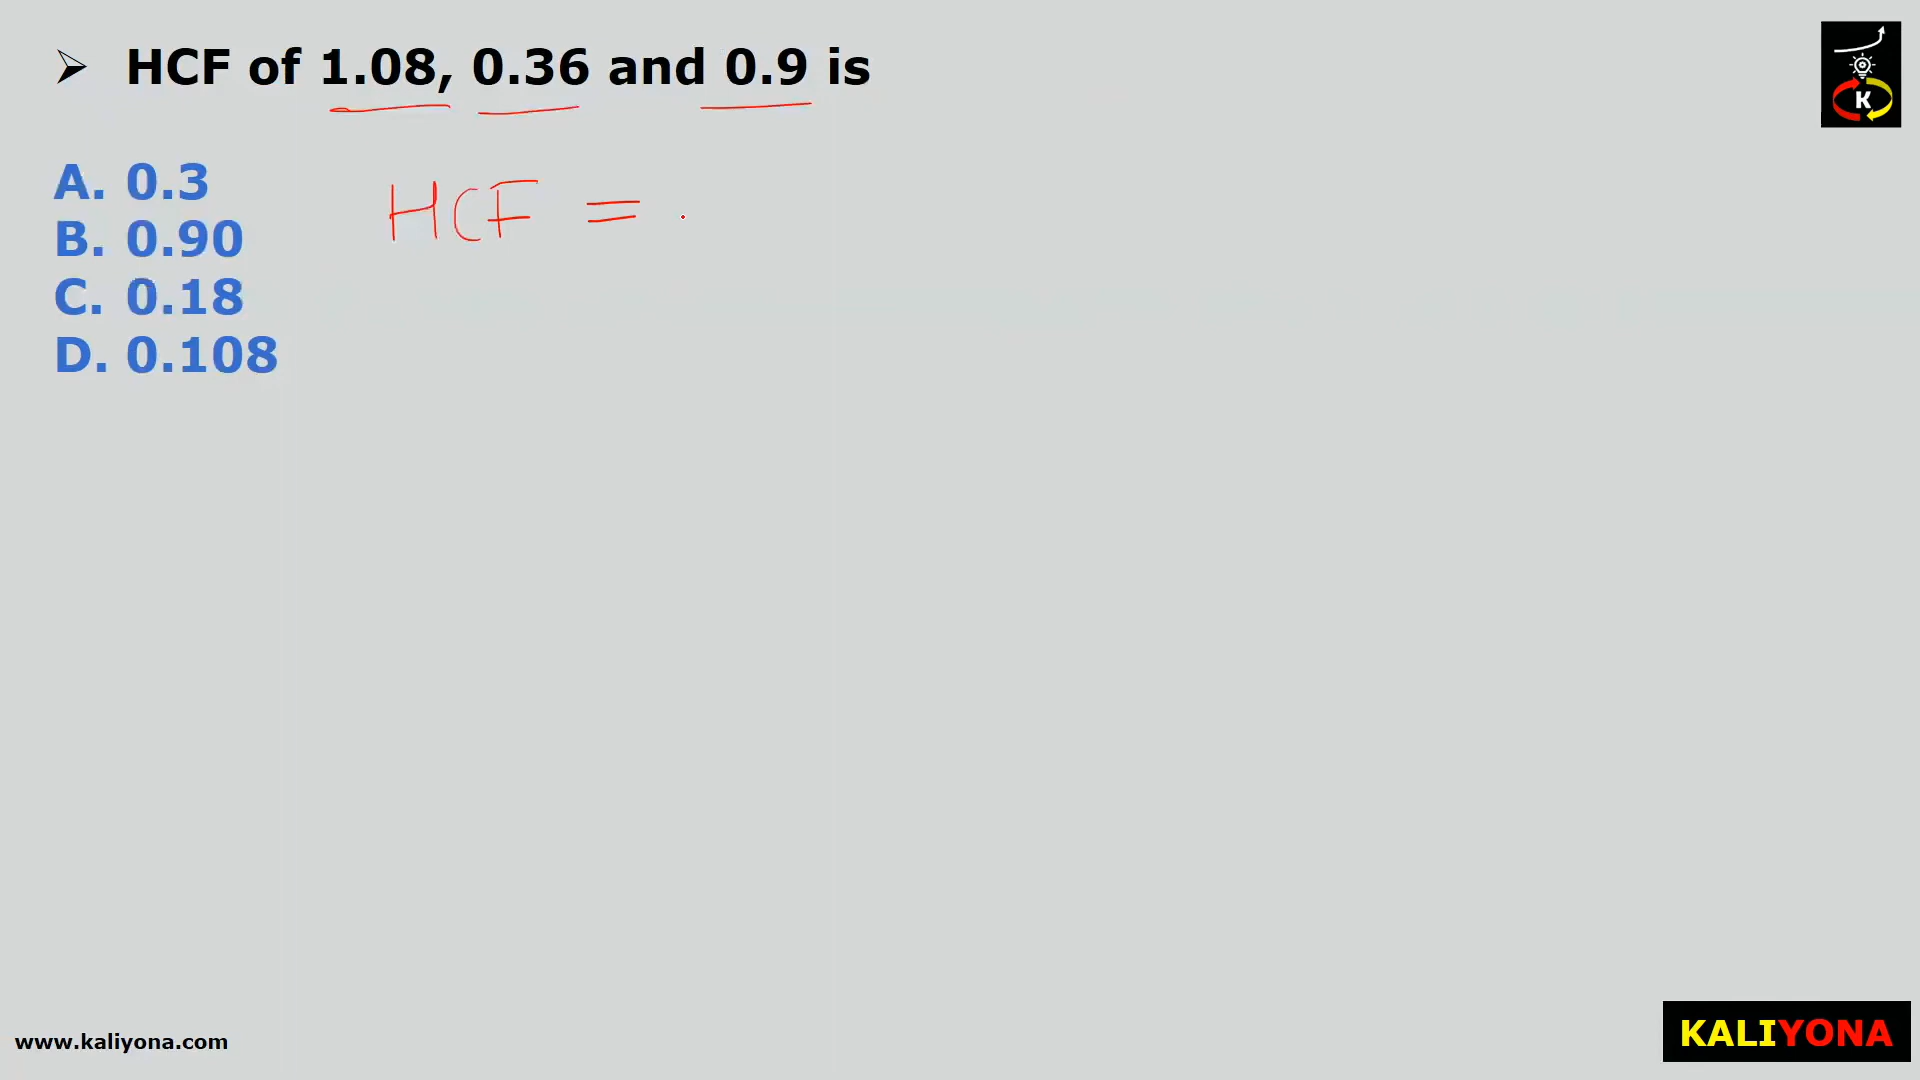 ➢ HCF of 1.08, 0.36 and 0.9 is
A. 0.3
B. 0.90
C. 0.18
D. 0.108
HCF =
K
www.kaliyona.com
KALIYONA